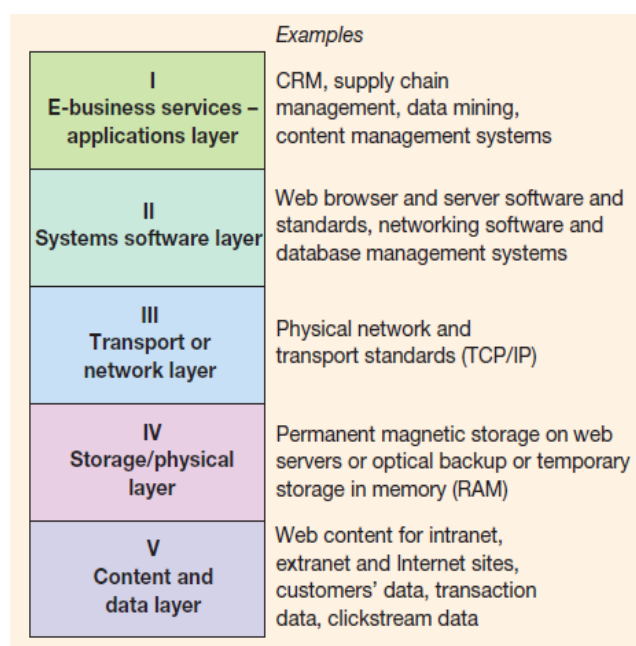 Examples
I
E-business services –
applications layer
CRM, supply chain
management, data mining,
content management systems
II
Systems software layer
Web browser and server software and
standards, networking software and
database management systems
III
Transport or
network layer
Physical network and
transport standards (TCP/IP)
IV
Storage/physical
layer
Permanent magnetic storage on web
servers or optical backup or temporary
storage in memory (RAM)
V
Content and
data layer
Web content for intranet,
extranet and Internet sites,
customers’ data, transaction
data, clickstream data